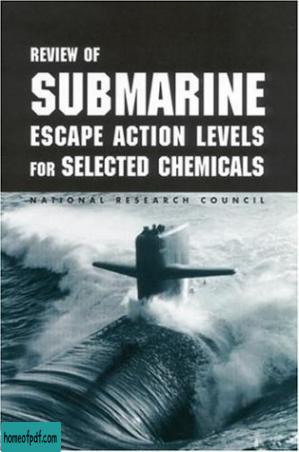 REVIEW OF
SUBMARINE
ESCAPE ACTION LEVELS
FOR SELECTED CHEMICALS
NATIONAL RESEARCH COUNCIL
homeofpdf.com